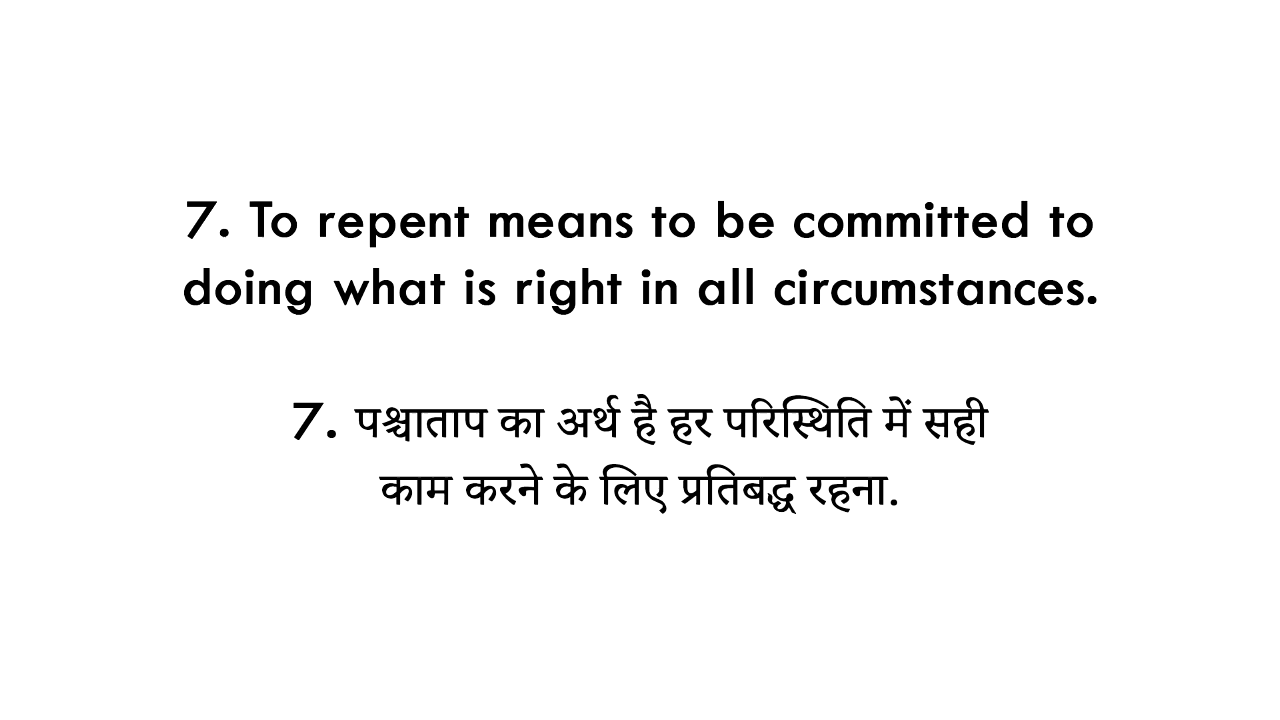 7. To repent means to be committed to
doing what is right in all circumstances.
7. पश्चाताप का अर्थ है हर परिस्थिति में सही
काम करने के लिए प्रतिबद्ध रहना.